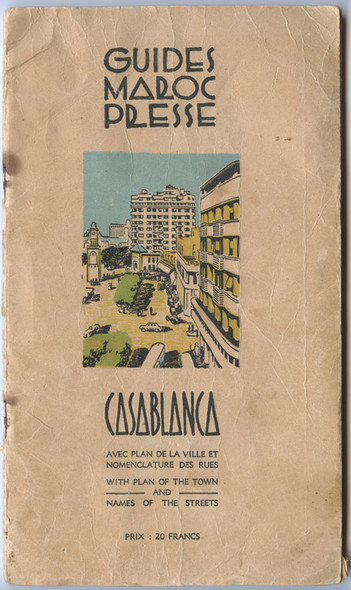 GUIDES
MAROC
PRESSE
CASABLANCA
AVEC PLAN DE LA VILLE ET
NOMENCLATURE DES RUES
WITH PLAN OF THE TOWN
AND
NAMES OF THE STREETS
PRIX : 20 FRANCS